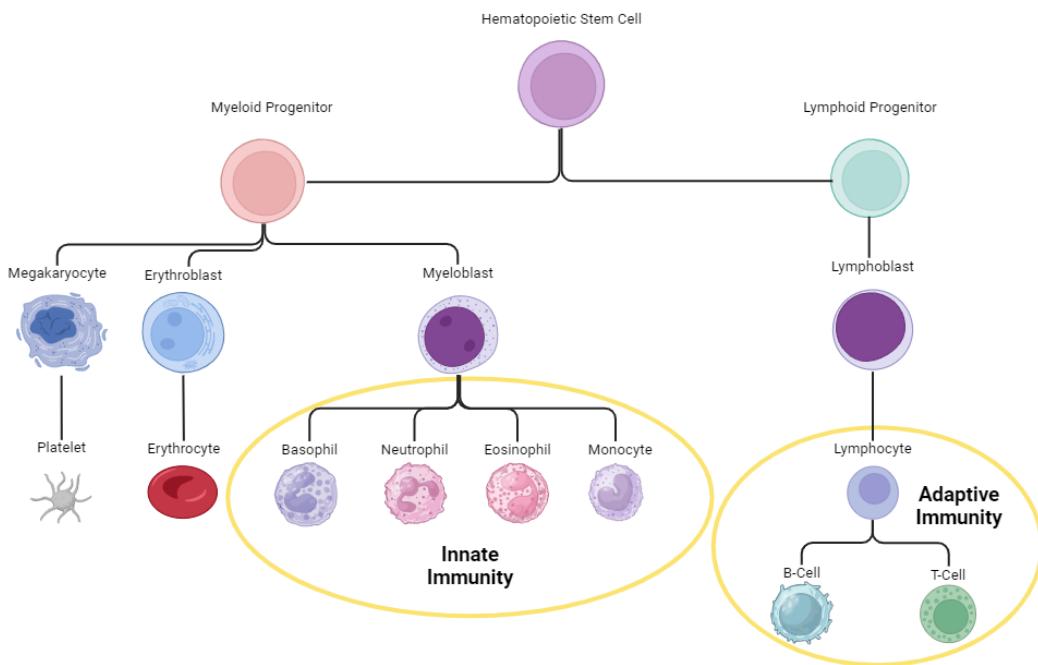 Hematopoietic Stem Cell
Myeloid Progenitor
Lymphoid Progenitor
Megakaryocyte
Erythroblast
Myeloblast
Lymphoblast
Platelet
Erythrocyte
Basophil
Neutrophil
Eosinophil
Monocyte
Lymphocyte
Innate
Immunity
Adaptive
Immunity
B-Cell
T-Cell